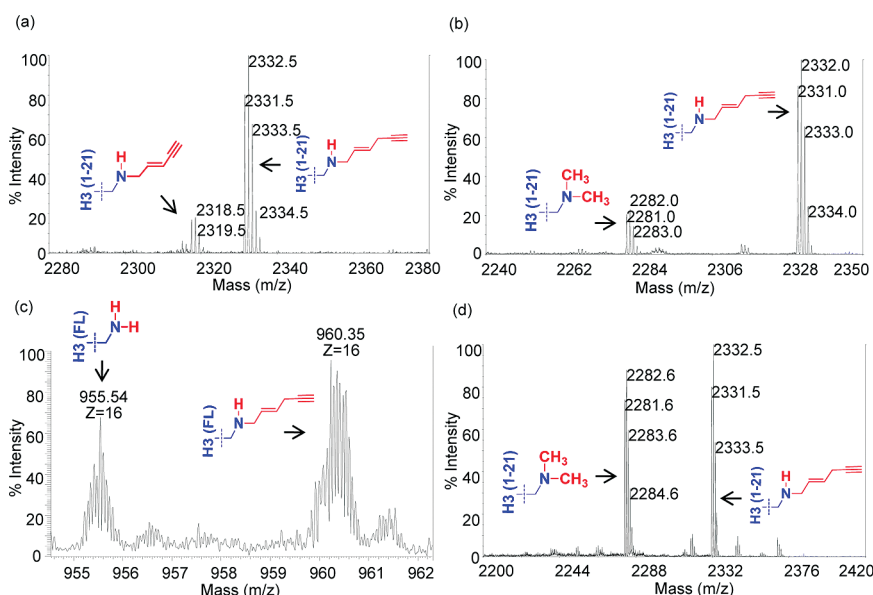 (a)
% Intensity
100
80
60
40
20
0
2332.5
2331.5
2333.5
2334.5
2318.5
2319.5
H3 (1-21)
H
N
H3 (1-21)
H
N
2280 2300 2320 2340 2360 2380
Mass (m/z)
(b)
% Intensity
100
80
60
40
20
0
2332.0
2331.0
2333.0
2334.0
H3 (1-21)
H
N
H3 (1-21)
N
CH3
CH3
2282.0
2281.0
2283.0
2240 2262 2284 2306 2328 2350
Mass (m/z)
(c)
% Intensity
100
80
60
40
20
0
H3 (FL)
H
N-H
955.54
Z=16
960.35
Z=16
H3 (FL)
H
N
955 956 957 958 959 960 961 962
Mass (m/z)
(d)
% Intensity
100
80
60
40
20
0
2332.5
2331.5
2333.5
2282.6
2281.6
2283.6
2284.6
H3 (1-21)
N
CH3
CH3
H3 (1-21)
H
N
2200 2244 2288 2332 2376 2420
Mass (m/z)